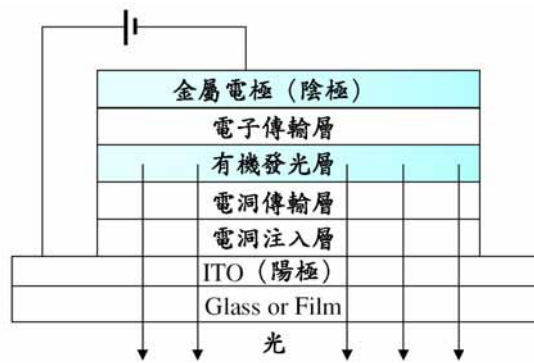 金屬電極（陰極）
電子傳輸層
有機發光層
電洞傳輸層
電洞注入層
ITO（陽極）
Glass or Film
光